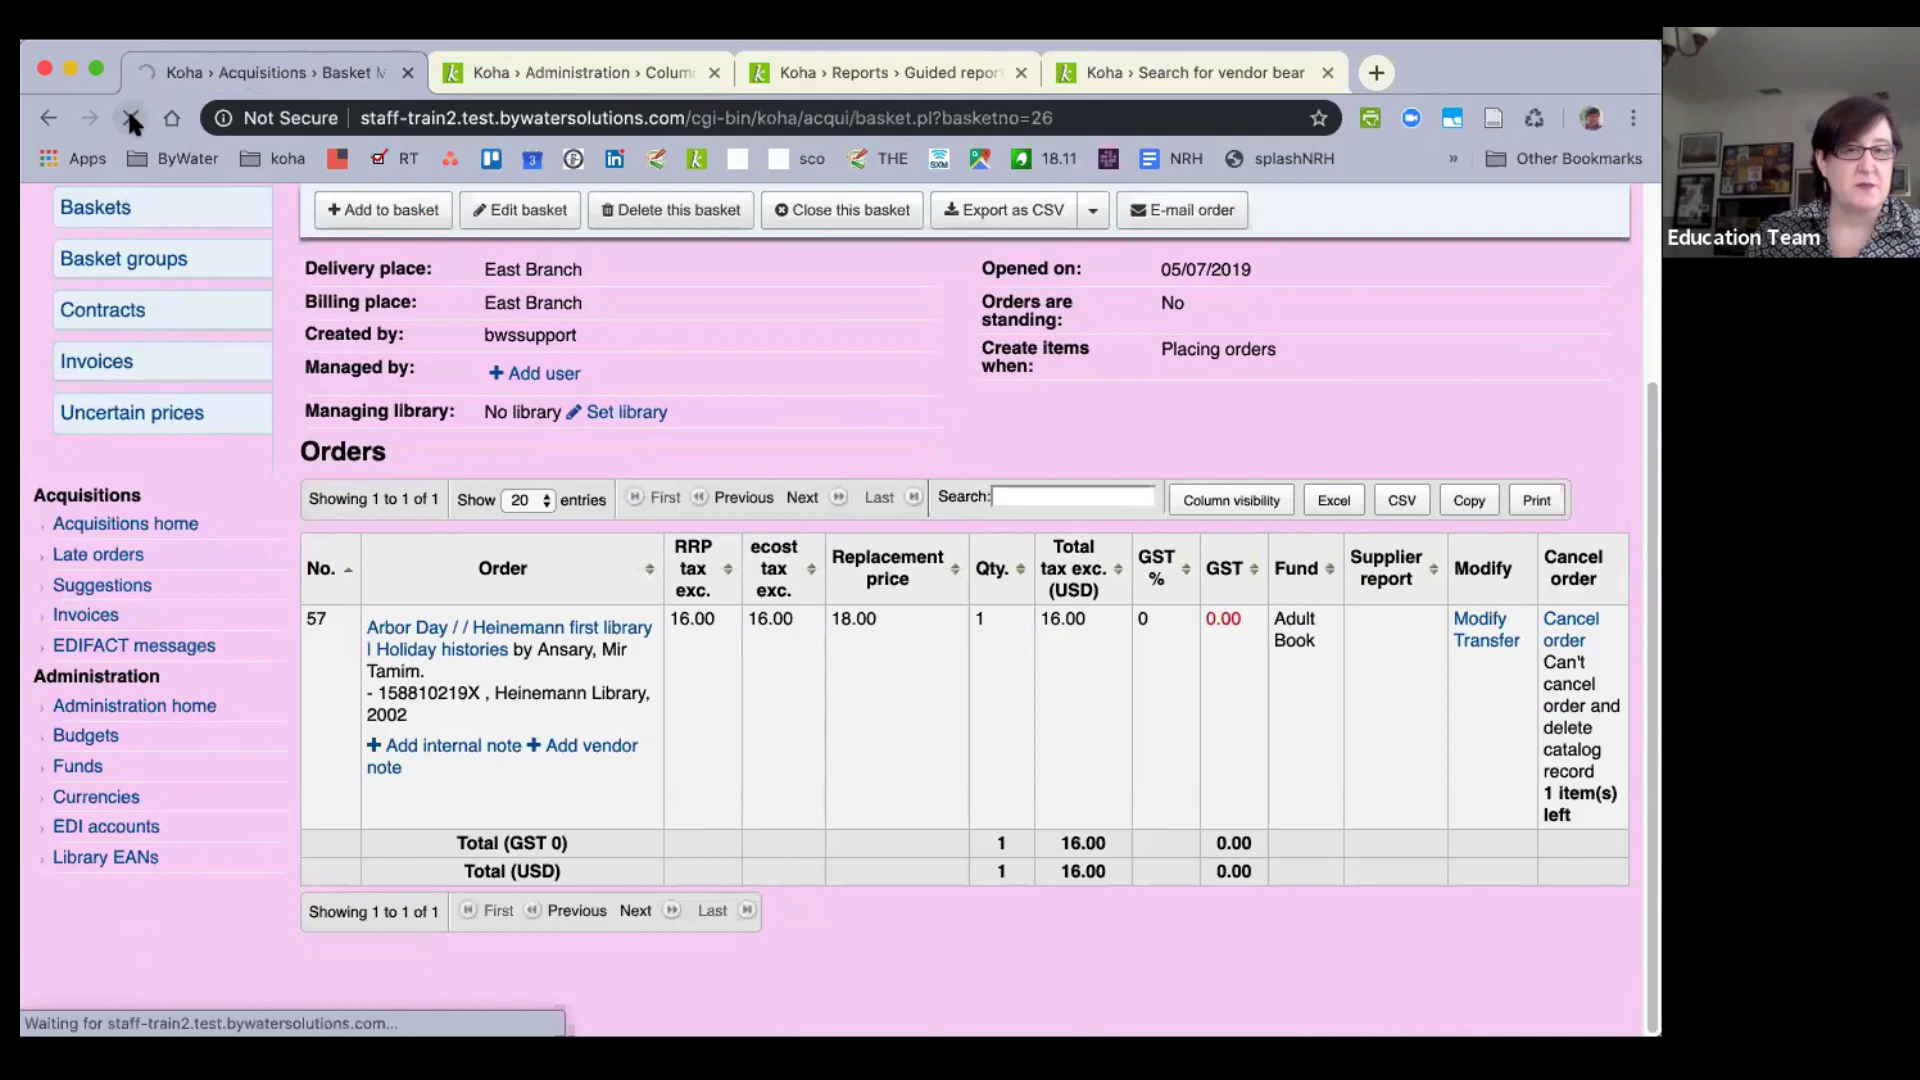 Koha › Acquisitions › Basket M
Koha › Administration › Colum
Koha › Reports › Guided repor
Koha › Search for vendor bear
Not Secure | staff-train2.test.bywatersolutions.com/cgi-bin/koha/acqui/basket.pl?basketno=26
Apps ByWater koha RT 3 sco THE SXM 18.11 NRH splashNRH » Other Bookmarks
Education Team
Baskets
Basket groups
Contracts
Invoices
Uncertain prices
Acquisitions
Acquisitions home
Late orders
Suggestions
Invoices
EDIFACT messages
Administration
Administration home
Budgets
Funds
Currencies
EDI accounts
Library EANs
+ Add to basket Edit basket Delete this basket Close this basket Export as CSV E-mail order
Delivery place: East Branch
Billing place: East Branch
Created by: bwssupport
Managed by: + Add user
Managing library: No library Set library
Opened on: 05/07/2019
Orders are standing: No
Create items when: Placing orders
Orders
Showing 1 to 1 of 1 Show 20 entries First Previous Next Last Search: Column visibility Excel CSV Copy Print
No. Order RRP tax exc. ecost tax exc. Replacement price Qty. Total tax exc. (USD) GST % GST Fund Supplier report Modify Cancel order
57
Arbor Day / / Heinemann first library
| Holiday histories by Ansary, Mir
Tamim.
- 158810219X , Heinemann Library,
2002
+ Add internal note + Add vendor
note
16.00 16.00 18.00 1 16.00 0 0.00
Adult
Book
Modify
Transfer
Cancel
order
Can't
cancel
order and
delete
catalog
record
1 item(s)
left
Total (GST 0) 1 16.00 0.00
Total (USD) 1 16.00 0.00
Showing 1 to 1 of 1 First Previous Next Last
Waiting for staff-train2.test.bywatersolutions.com...